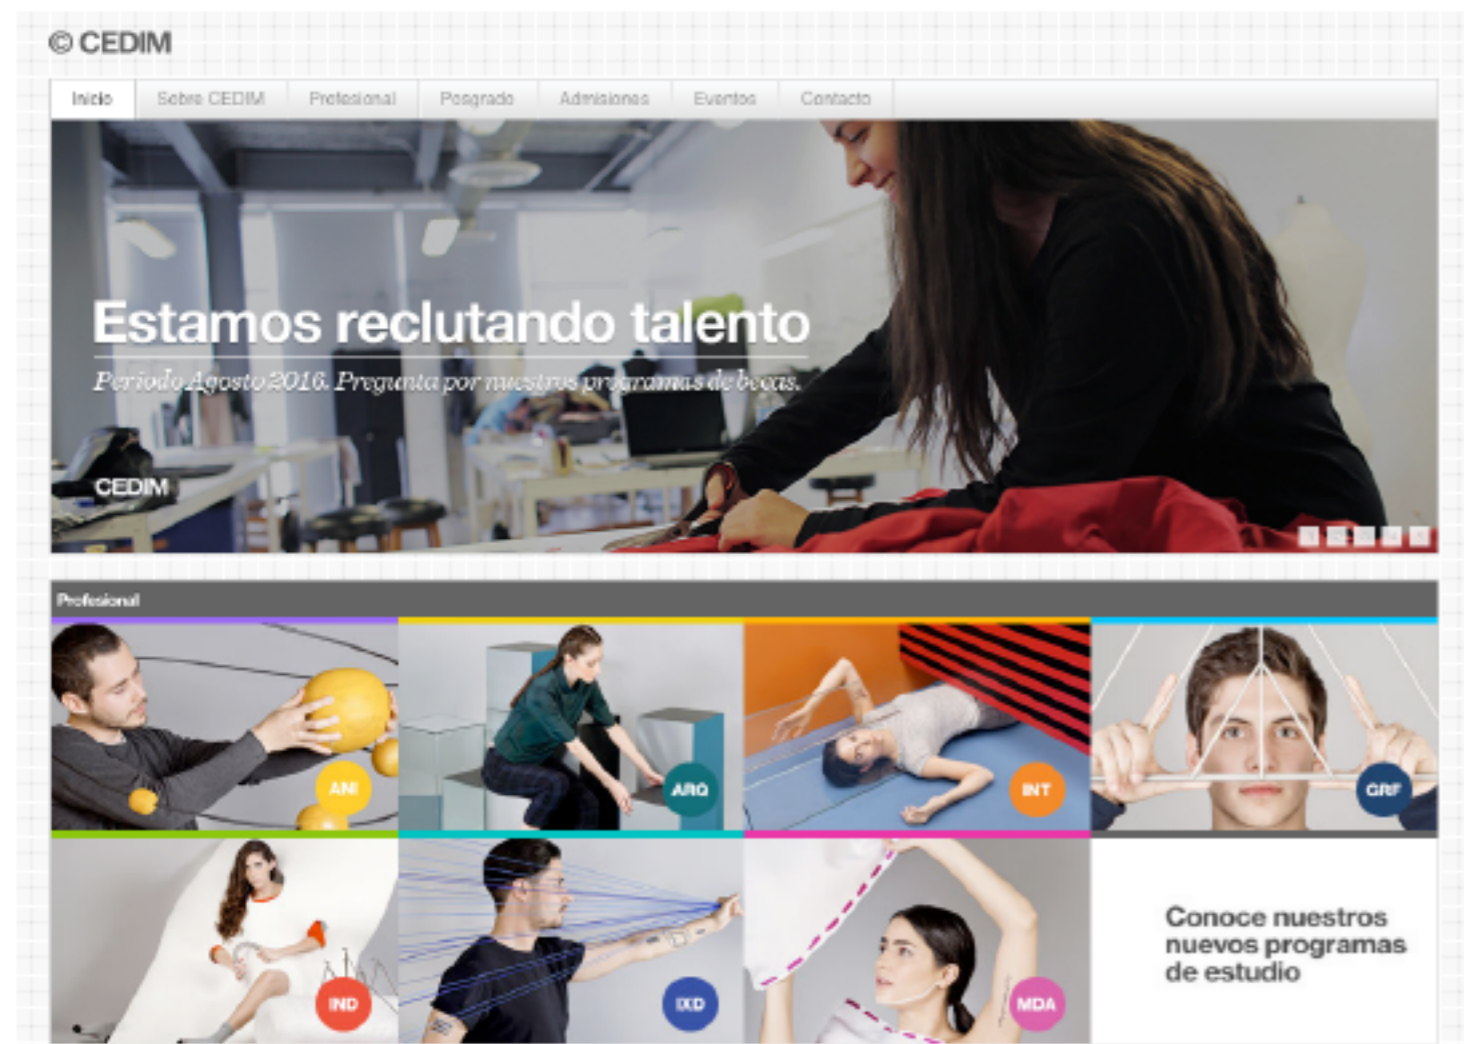 © CEDIM
Inicio Sobre CEDIM Profesional Posgrado Admisiones Eventos Contacto
Estamos reclutando talento
Periodo Agosto 2016. Pregunta por nuestros programas de becas.
CEDIM
Profesional
ANI ARQ INT GRF
IND IXD MDA
Conoce nuestros
nuevos programas
de estudio